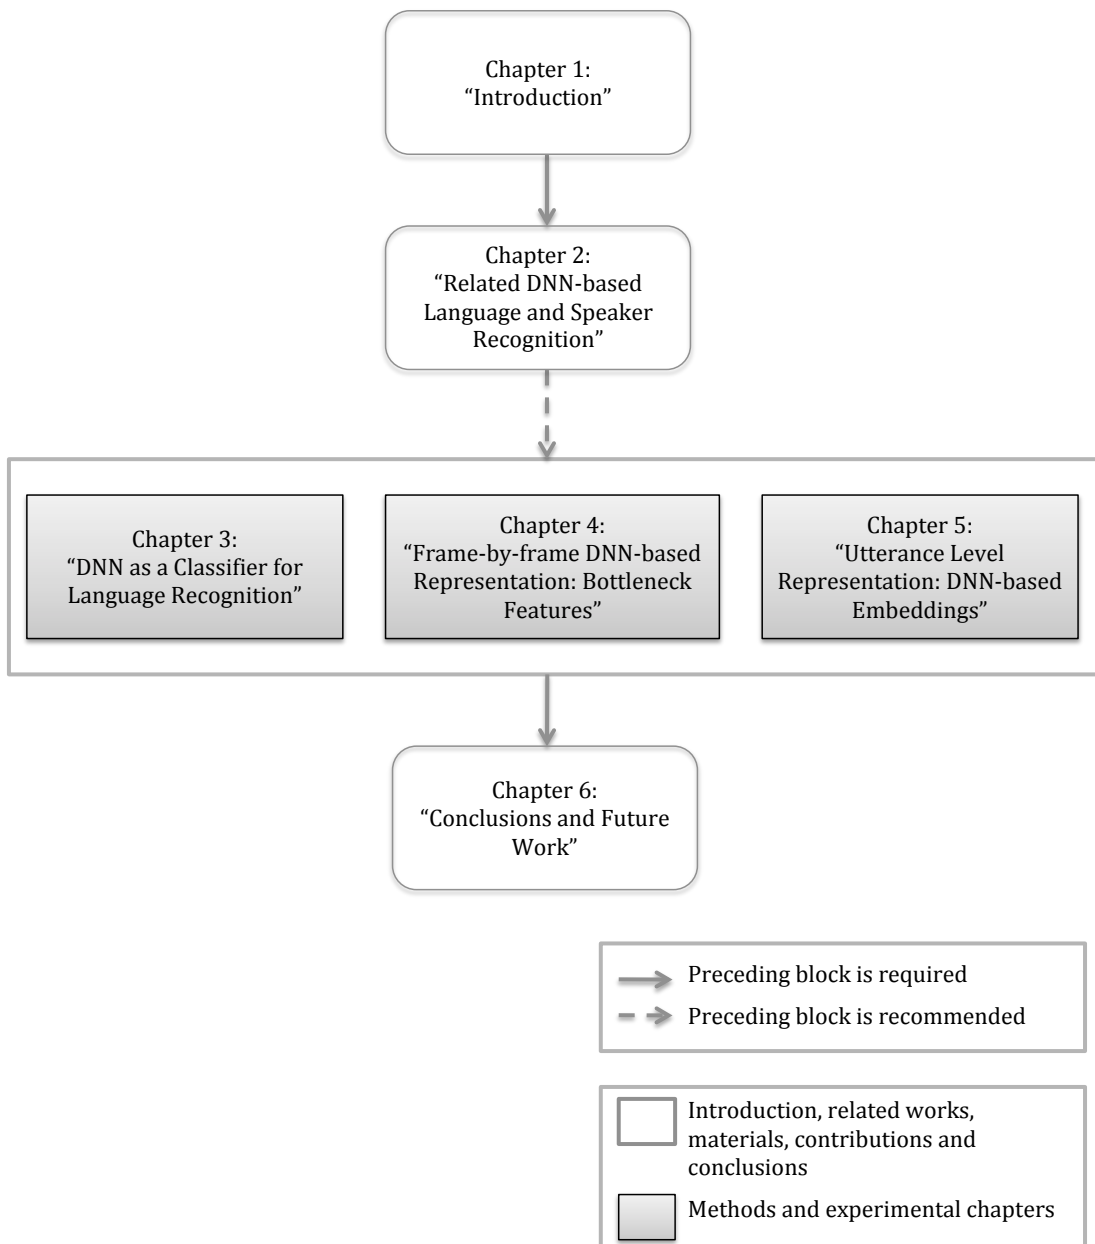 Chapter 1:
“Introduction”
Chapter 2:
“Related DNN-based
Language and Speaker
Recognition”
Chapter 3:
“DNN as a Classifier for
Language Recognition”
Chapter 4:
“Frame-by-frame DNN-based
Representation: Bottleneck
Features”
Chapter 5:
“Utterance Level
Representation: DNN-based
Embeddings”
Chapter 6:
“Conclusions and Future
Work”
Preceding block is required
Preceding block is recommended
Introduction, related works,
materials, contributions and
conclusions
Methods and experimental chapters